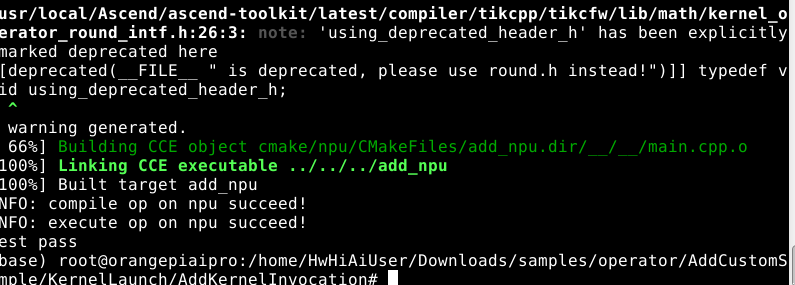 usr/local/Ascend/ascend-toolkit/latest/compiler/tikcpp/tikcfw/lib/math/kernel_o
erator_round_intf.h:26:3: note: 'using_deprecated_header_h' has been explicitly
marked deprecated here
[deprecated(__FILE__ " is deprecated, please use round.h instead!")]] typedef v
id using_deprecated_header_h;
^
warning generated.
66%] Building CCE object cmake/npu/CMakeFiles/add_npu.dir/__/__/main.cpp.o
100%] Linking CCE executable ../../../add_npu
100%] Built target add_npu
NFO: compile op on npu succeed!
NFO: execute op on npu succeed!
est pass
base) root@orangepiaipro:/home/HwHiAiUser/Downloads/samples/operator/AddCustomS
mple/KernelLaunch/AddKernelInvocation#